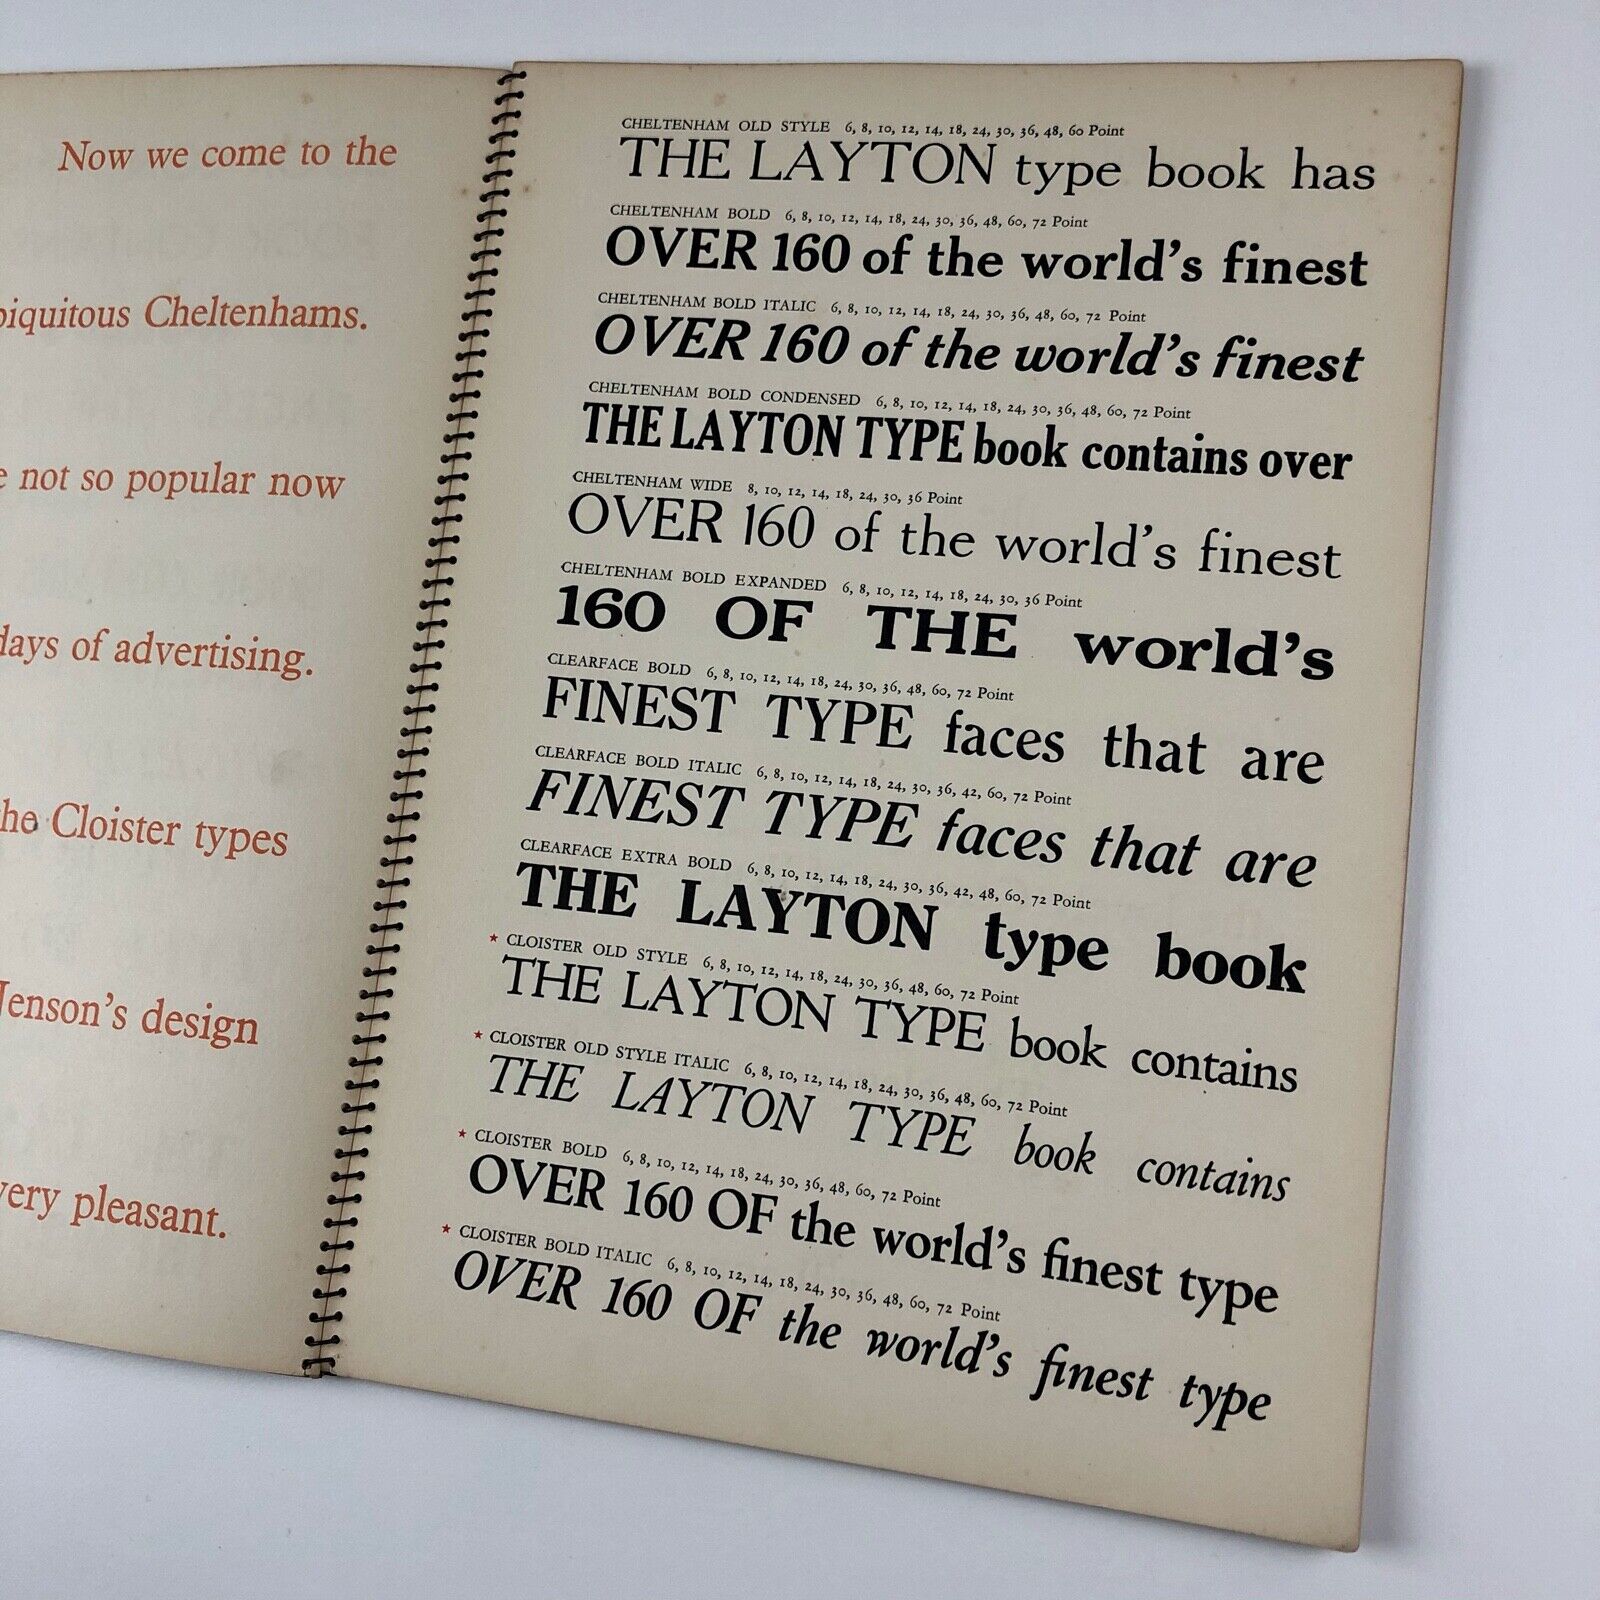 Now we come to the
Cheltenhams.
not so popular now
of advertising.
Cloister types
Jenson's design
pleasant.
CHELTENHAM OLD STYLE 6, 8, 10, 12, 14, 18, 24, 30, 36, 48, 60 Point
THE LAYTON type book has
CHELTENHAM BOLD 6, 8, 10, 12, 14, 18, 24, 30, 36, 48, 60, 72 Point
OVER 160 of the world's finest
CHELTENHAM BOLD ITALIC 6, 8, 10, 12, 14, 18, 24, 30, 36, 48, 60, 72 Point
OVER 160 of the world's finest
CHELTENHAM BOLD CONDENSED 6, 8, 10, 12, 14, 18, 24, 30, 36, 48, 60, 72 Point
THE LAYTON TYPE book contains over
CHELTENHAM WIDE 8, 10, 12, 14, 18, 24, 30, 36 Point
OVER 160 of the world's finest
CHELTENHAM BOLD EXPANDED 6, 8, 10, 12, 14, 18, 24, 30, 36 Point
160 OF THE world's
CLEARFACE BOLD 6, 8, 10, 12, 14, 18, 24, 30, 36, 48, 60, 72 Point
FINEST TYPE faces that are
CLEARFACE BOLD ITALIC 6, 8, 10, 12, 14, 18, 24, 30, 36, 42, 60, 72 Point
FINEST TYPE faces that are
CLEARFACE EXTRA BOLD 6, 8, 10, 12, 14, 18, 24, 30, 36, 42, 48, 60, 72 Point
THE LAYTON type book
★ CLOISTER OLD STYLE 6, 8, 10, 12, 14, 18, 24, 30, 36, 48, 60, 72 Point
THE LAYTON TYPE book contains
★ CLOISTER OLD STYLE ITALIC 6, 8, 10, 12, 14, 18, 24, 30, 36, 48, 60, 72 Point
THE LAYTON TYPE book contains
★ CLOISTER BOLD 6, 8, 10, 12, 14, 18, 24, 30, 36, 48, 60, 72 Point
OVER 160 OF the world's finest type
★ CLOISTER BOLD ITALIC 6, 8, 10, 12, 14, 18, 24, 30, 36, 48, 60, 72 Point
OVER 160 OF the world's finest type